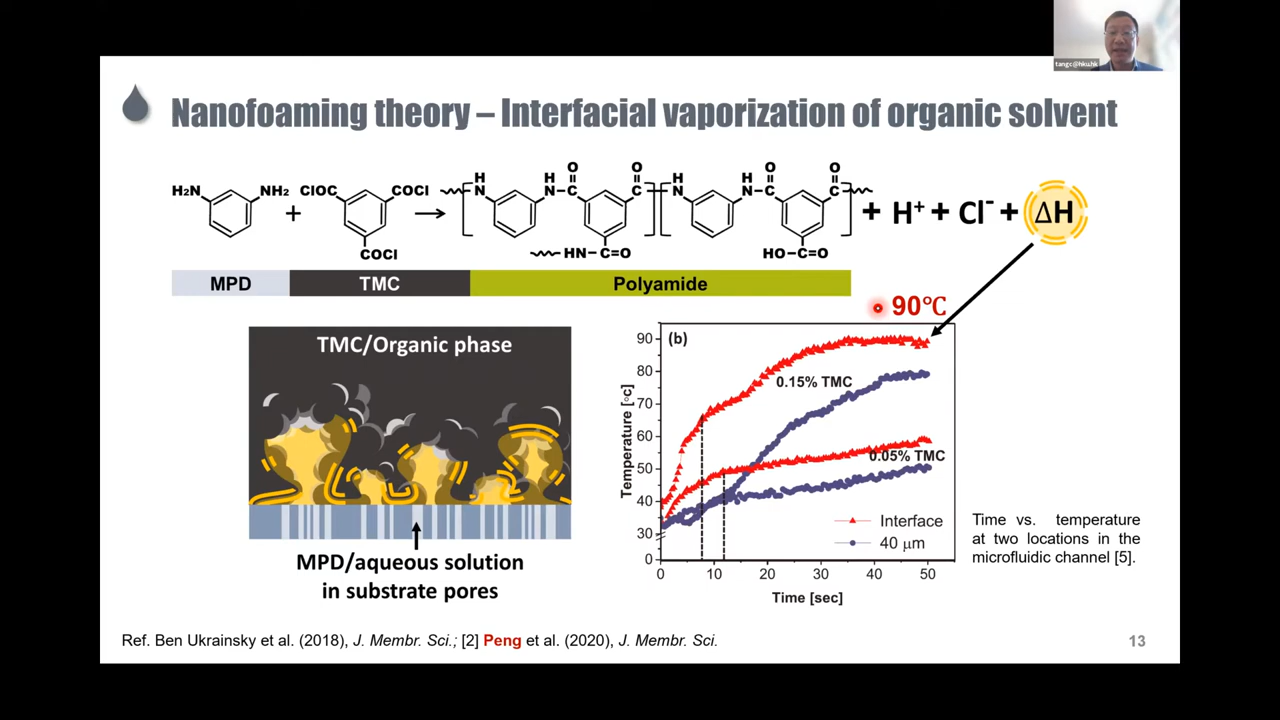 tangc@hku.hk
Nanofoaming theory – Interfacial vaporization of organic solvent
H₂N
NH₂
+
ClOC
COCl
COCl
H
N
H
N
O
C
O
C
HN–C=O
H
N
H
N
O
C
O
C
HO–C=O
+ H⁺ + Cl⁻ + ΔH
MPD
TMC
Polyamide
90℃
TMC/Organic phase
MPD/aqueous solution
in substrate pores
(b)
Temperature [°c]
90
80
70
60
50
40
30
0
0.15% TMC
0.05% TMC
Interface
40 μm
0 10 20 30 40 50
Time [sec]
Time vs. temperature
at two locations in the
microfluidic channel [5].
Ref. Ben Ukrainsky et al. (2018), J. Membr. Sci.; [2] Peng et al. (2020), J. Membr. Sci.
13